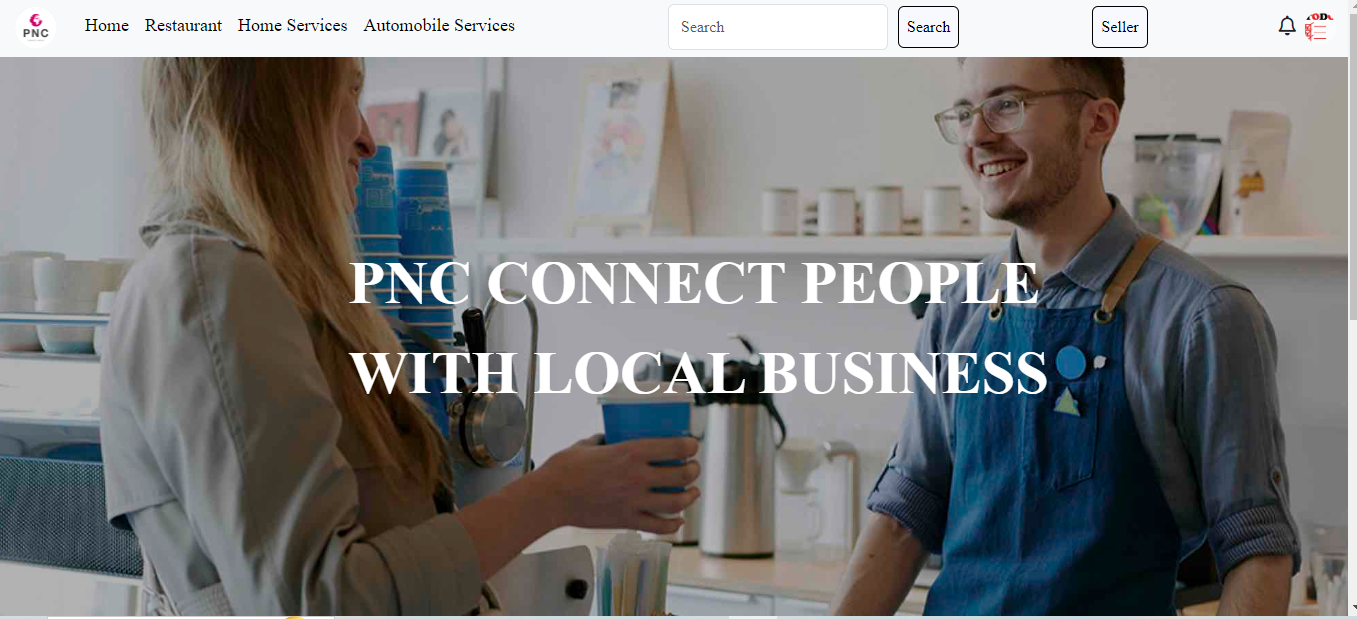 PNC
Home Restaurant Home Services Automobile Services
Search
Search
Seller
PNC CONNECT PEOPLE
WITH LOCAL BUSINESS